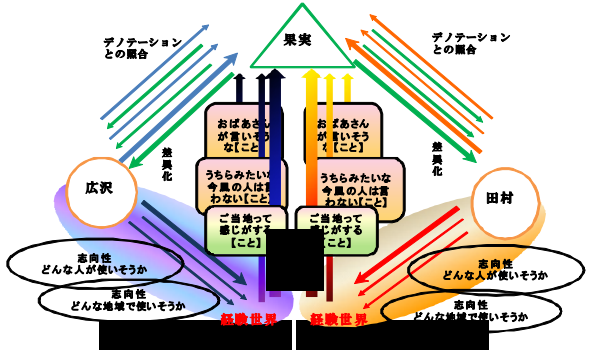 果実
デノテーション
との照合
デノテーション
との照合
差異化
差異化
広沢
田村
おばあさん
が言いそう
な【こと】
おばあさん
が言いそう
な【こと】
うちらみたいな
今風の人は言
わない【こと】
うちらみたいな
今風の人は言
わない【こと】
ご当地って
感じがする
【こと】
ご当地って
感じがする
【こと】
志向性
どんな人が使いそうか
志向性
どんな地域で使いそうか
志向性
どんな人が使いそうか
志向性
どんな地域で使いそうか
経験世界
経験世界